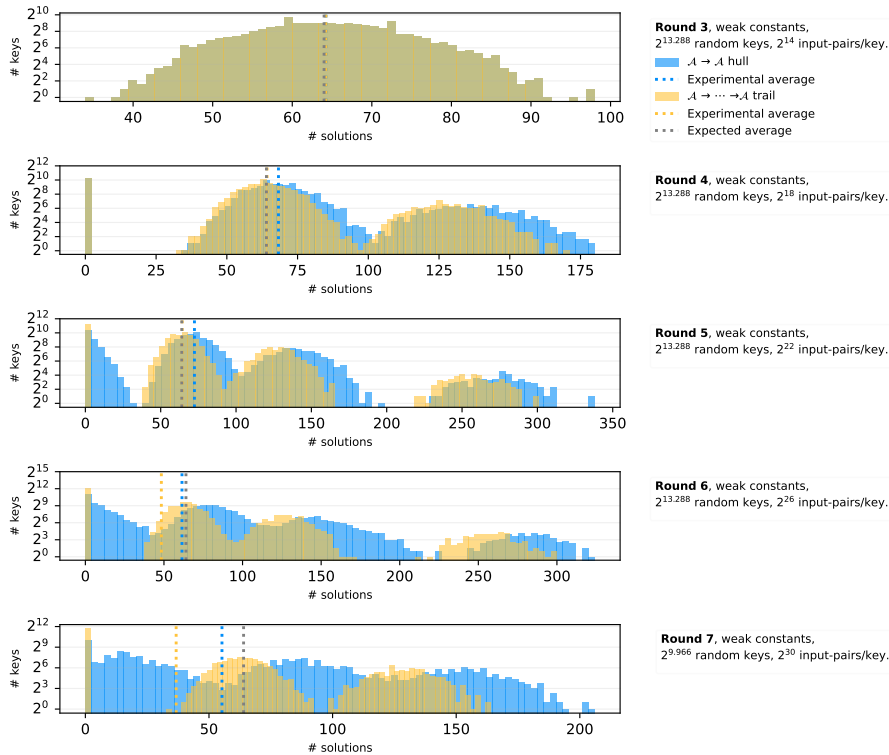 2^10
2^8
2^6
2^4
2^2
2^0
# keys
40 50 60 70 80 90 100
# solutions
Round 3, weak constants,
2^13.288 random keys, 2^14 input-pairs/key.
𝒜 → 𝒜 hull
Experimental average
𝒜 → ⋯ →𝒜 trail
Experimental average
Expected average
2^12
2^10
2^8
2^6
2^4
2^2
2^0
# keys
0 25 50 75 100 125 150 175
# solutions
Round 4, weak constants,
2^13.288 random keys, 2^18 input-pairs/key.
2^12
2^10
2^8
2^6
2^4
2^2
2^0
# keys
0 50 100 150 200 250 300 350
# solutions
Round 5, weak constants,
2^13.288 random keys, 2^22 input-pairs/key.
2^15
2^12
2^9
2^6
2^3
2^0
# keys
0 50 100 150 200 250 300
# solutions
Round 6, weak constants,
2^13.288 random keys, 2^26 input-pairs/key.
2^12
2^9
2^6
2^3
2^0
# keys
0 50 100 150 200
# solutions
Round 7, weak constants,
2^9.966 random keys, 2^30 input-pairs/key.